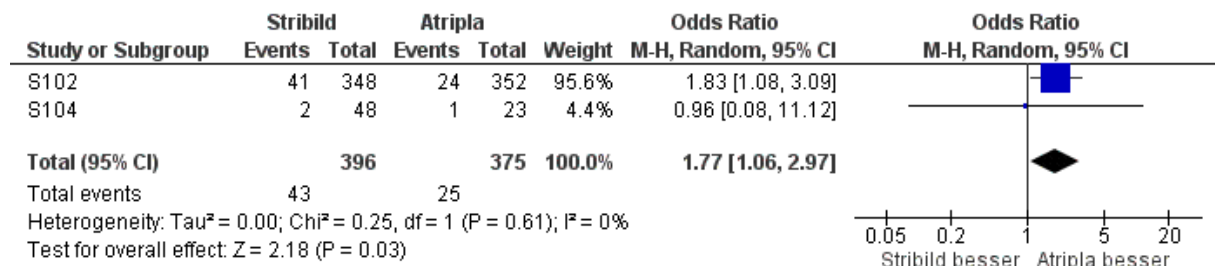 Stribild Atripla Odds Ratio Odds Ratio
Study or Subgroup Events Total Events Total Weight M-H, Random, 95% CI M-H, Random, 95% CI
S102 41 348 24 352 95.6% 1.83 [1.08, 3.09]
S104 2 48 1 23 4.4% 0.96 [0.08, 11.12]
Total (95% CI) 396 375 100.0% 1.77 [1.06, 2.97]
Total events 43 25
Heterogeneity: Tau² = 0.00; Chi² = 0.25, df = 1 (P = 0.61); I² = 0%
Test for overall effect: Z = 2.18 (P = 0.03)
0.05 0.2 1 5 20
Stribild besser Atripla besser